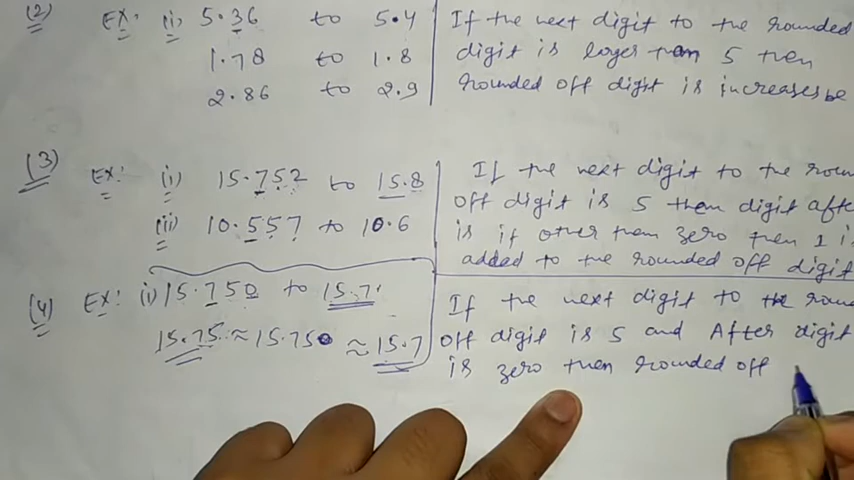 (2) Ex: (i) 5.36 to 5.4
1.78 to 1.8
2.86 to 2.9
If the next digit to the rounded
digit is larger than 5 then
rounded off digit is increases be
(3) Ex: (i) 15.752 to 15.8
(ii) 10.557 to 10.6
If the next digit to the roun
off digit is 5 then digit afte
is if other than zero then 1 i
added to the rounded off digit
(4) Ex: (i) 15.750 to 15.7
15.75 ≈ 15.750 ≈ 15.7
If the next digit to the roun
off digit is 5 and After digit
is zero then rounded off